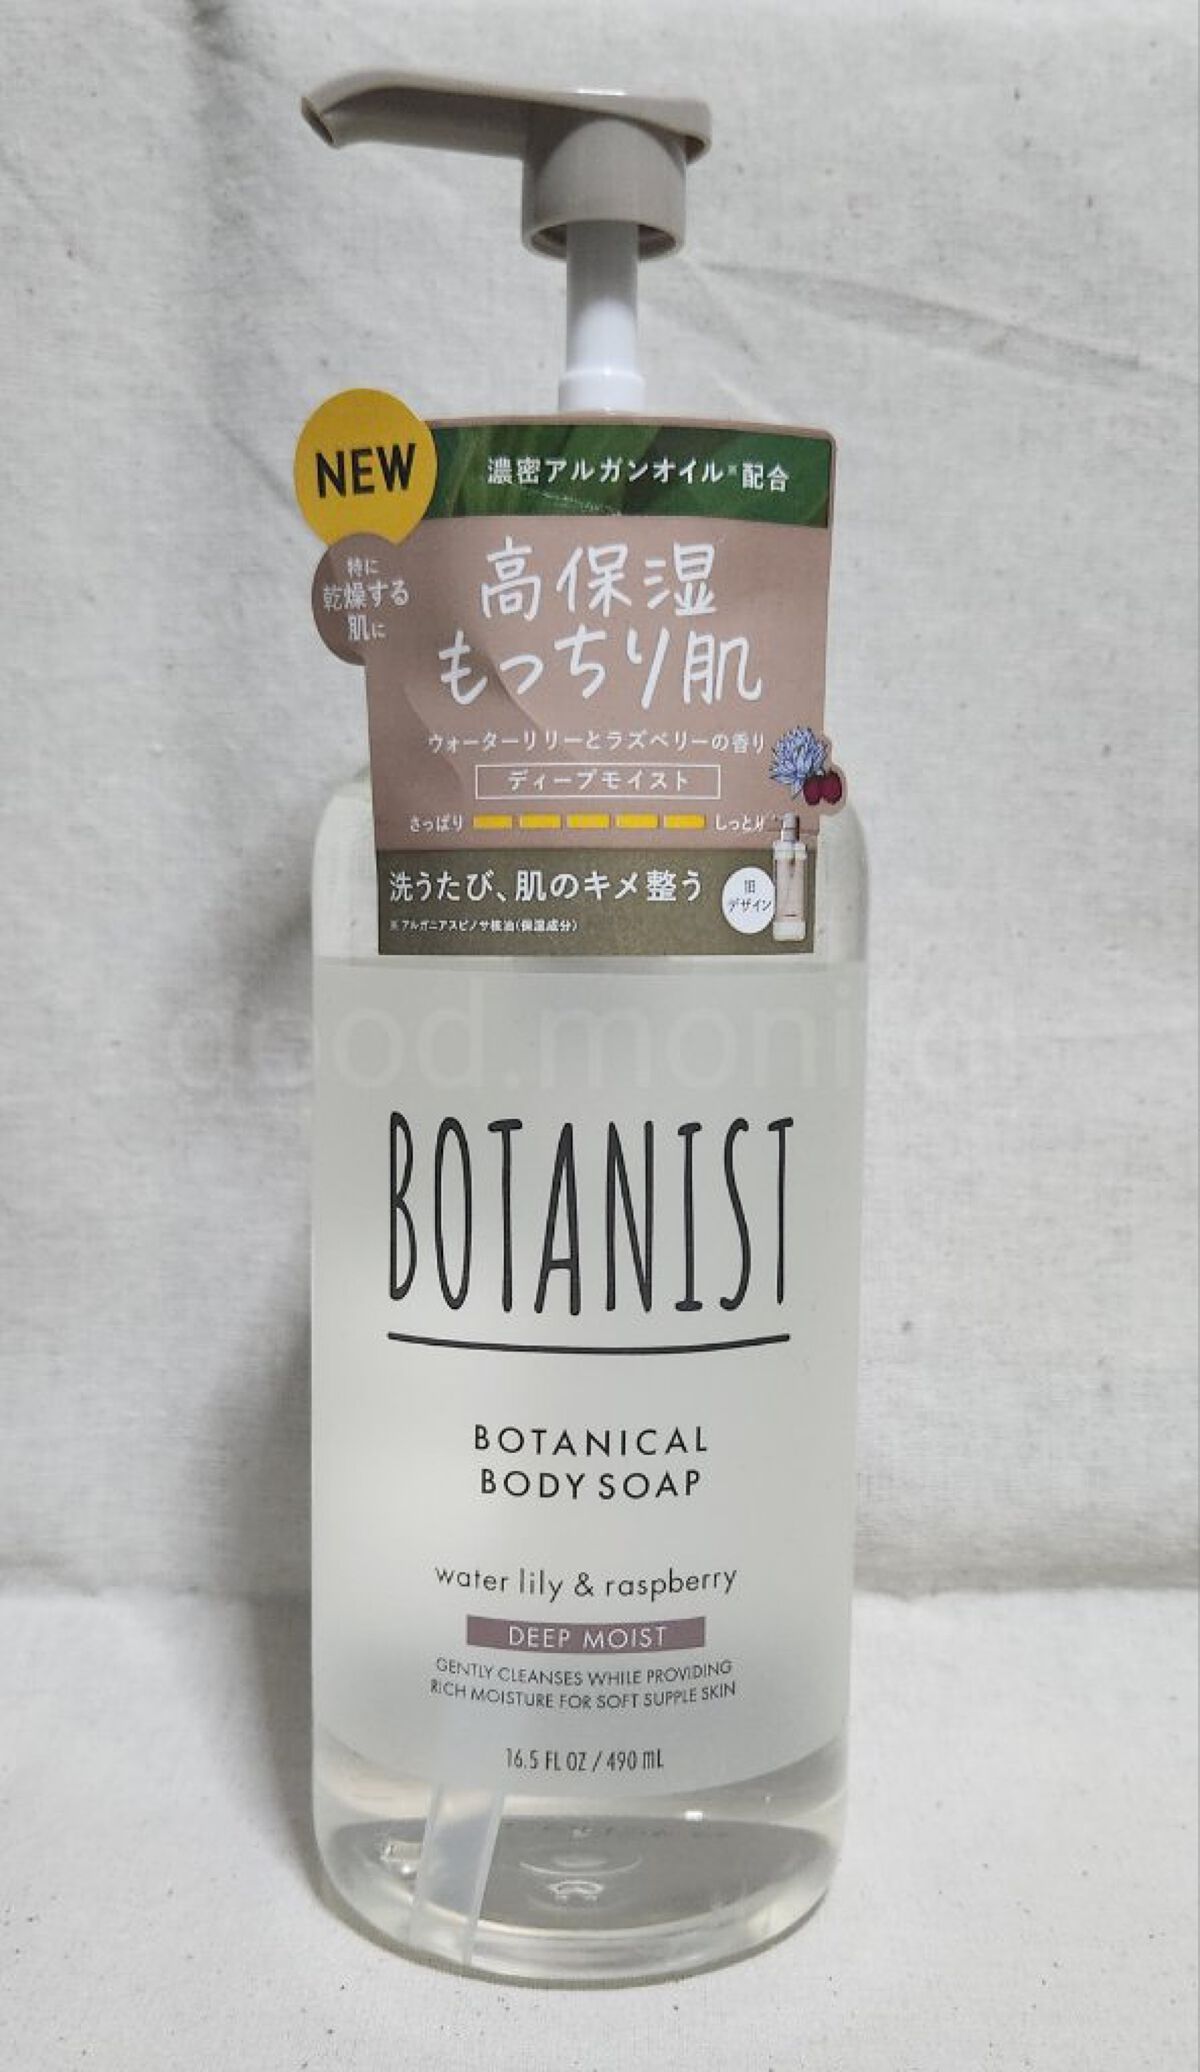 NEW
濃密アルガンオイル※配合
特に
乾燥する
肌に
高保湿
もっちり肌
ウォーターリリーとラズベリーの香り
ディープモイスト
さっぱり
しっとり
洗うたび、肌のキメ整う
※アルガニアスピノサ核油(保湿成分)
旧
デザイン
BOTANIST
BOTANICAL
BODY SOAP
water lily & raspberry
DEEP MOIST
GENTLY CLEANSES WHILE PROVIDING
RICH MOISTURE FOR SOFT SUPPLE SKIN
16.5 FL OZ / 490 mL